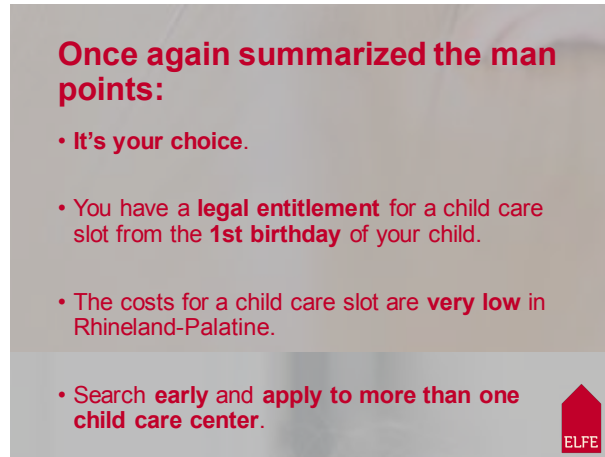 Once again summarized the man
points:
• It's your choice.
• You have a legal entitlement for a child care
slot from the 1st birthday of your child.
• The costs for a child care slot are very low in
Rhineland-Palatine.
• Search early and apply to more than one
child care center.
ELFE